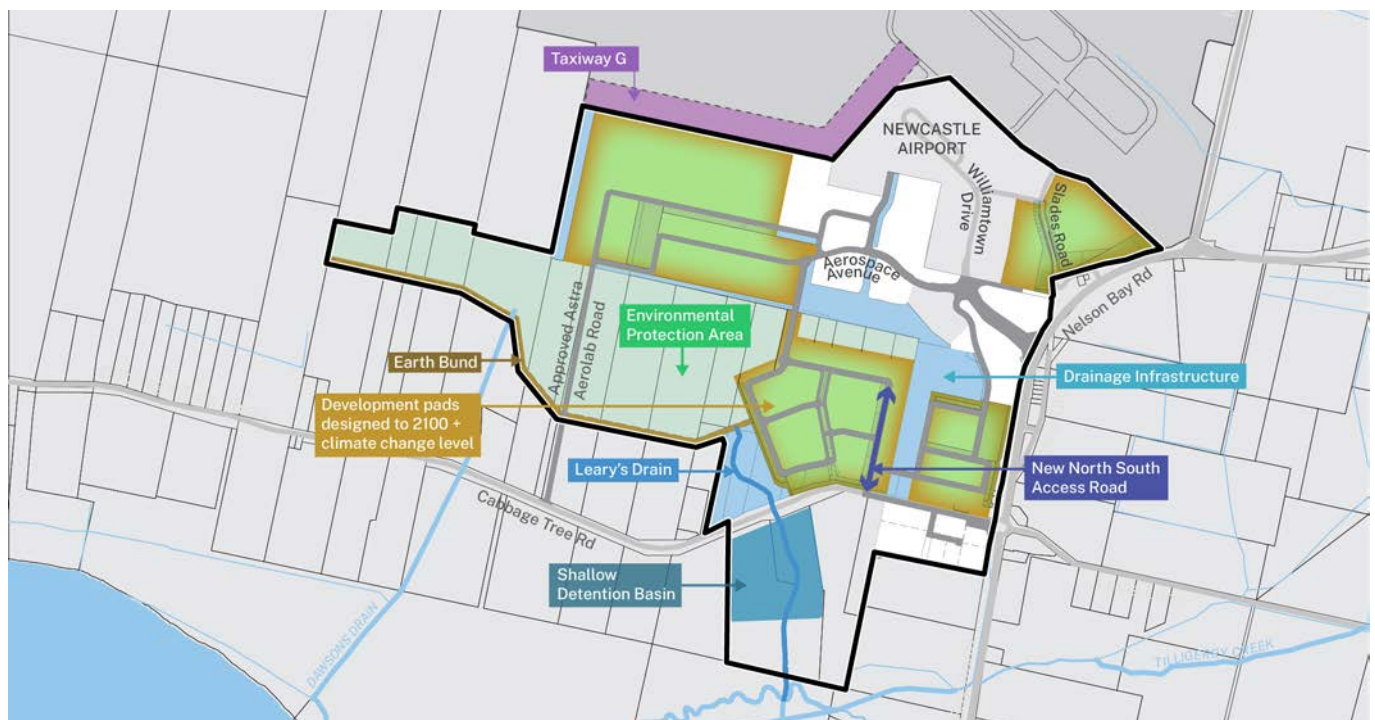 Taxiway G
NEWCASTLE
AIRPORT
Williamtown
Drive
Slades Road
Aerospace
Avenue
Nelson Bay Rd
Environmental
Protection Area
Approved Astra
Aerolab Road
Earth Bund
Drainage Infrastructure
Development pads
designed to 2100 +
climate change level
Leary's Drain
New North South
Access Road
Cabbage Tree Rd
Shallow
Detention Basin
DAWSONS DRAIN
TILLIGERRY CREEK